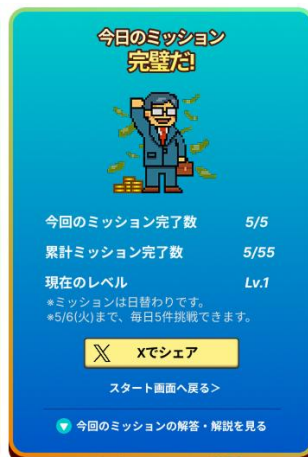 今日のミッション
完璧だ!
今回のミッション完了数 5/5
累計ミッション完了数 5/55
現在のレベル Lv.1
※ミッションは日替わりです。
※5/6(火)まで、毎日5件挑戦できます。
X Xでシェア
スタート画面へ戻る＞
今回のミッションの解答・解説を見る